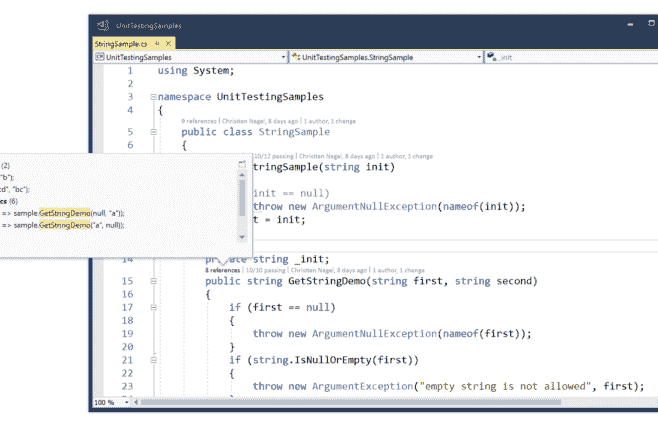 UnitTestingSamples
StringSample.cs
UnitTestingSamples UnitTestingSamples.StringSample _init
1 using System;
2
3 namespace UnitTestingSamples
4 {
9 references | Christian Nagel, 8 days ago | 1 author, 1 change
5 public class StringSample
6 {
10/12 passing | Christian Nagel, 8 days ago | 1 author, 1 change
tringSample(string init)
init == null)
throw new ArgumentNullException(nameof(init));
t = init;
(2)
"b");
cd", "bc");
cs (6)
=> sample.GetStringDemo(null, "a"));
=> sample.GetStringDemo("a", null));
14 private string _init;
8 references | 10/10 passing | Christian Nagel, 8 days ago | 1 author, 1 change
15 public string GetStringDemo(string first, string second)
16 {
17 if (first == null)
18 {
19 throw new ArgumentNullException(nameof(first));
20 }
21 if (string.IsNullOrEmpty(first))
22 {
23 throw new ArgumentException("empty string is not allowed", first);
100 %